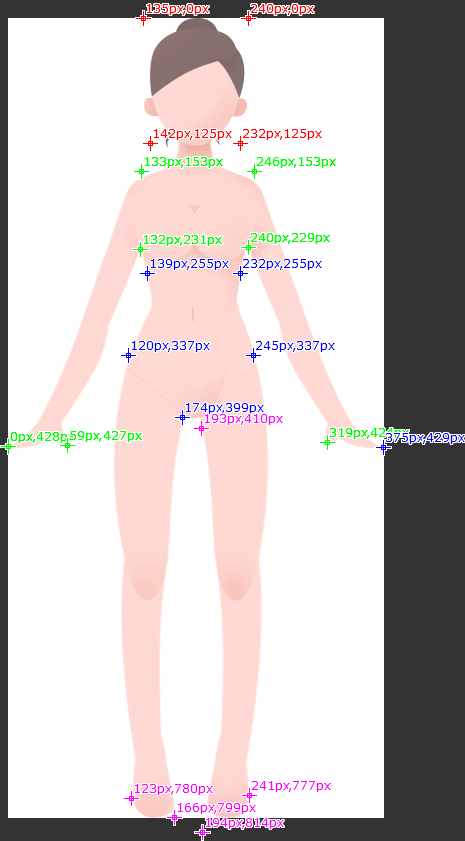 135px,0px 240px,0px
142px,125px 232px,125px
133px,153px 246px,153px
132px,231px 240px,229px
139px,255px 232px,255px
120px,337px 245px,337px
174px,399px
193px,410px
0px,428px 59px,427px 375px,429px
123px,780px 241px,777px
166px,799px
194px,814px